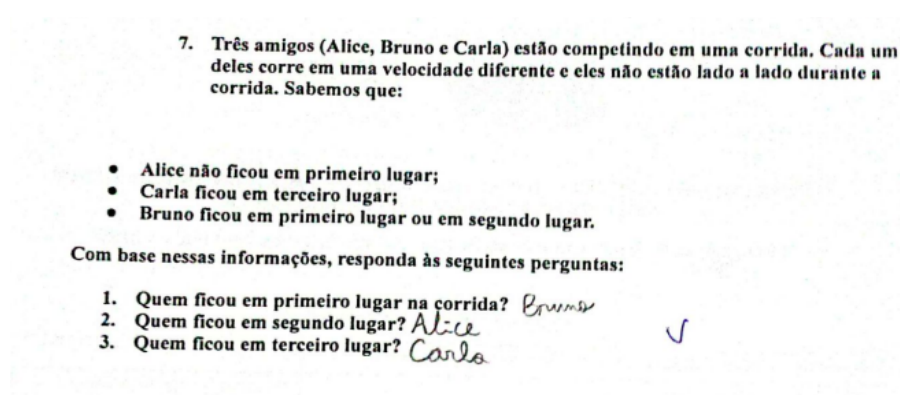 7. Três amigos (Alice, Bruno e Carla) estão competindo em uma corrida. Cada um
deles corre em uma velocidade diferente e eles não estão lado a lado durante a
corrida. Sabemos que:
• Alice não ficou em primeiro lugar;
• Carla ficou em terceiro lugar;
• Bruno ficou em primeiro lugar ou em segundo lugar.
Com base nessas informações, responda às seguintes perguntas:
1. Quem ficou em primeiro lugar na corrida? Bruno
2. Quem ficou em segundo lugar? Alice
3. Quem ficou em terceiro lugar? Carla